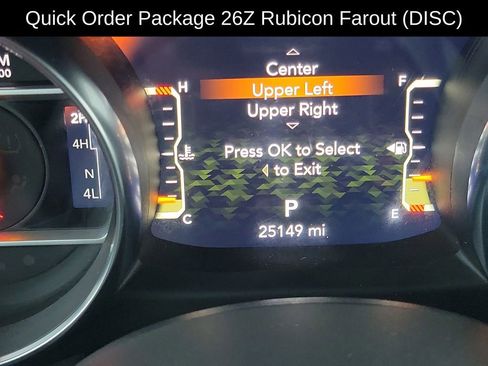 Quick Order Package 26Z Rubicon Farout (DISC)
M
00
Center
H
Upper Left
F
Upper Right
2H
4H
Press OK to Select
to Exit
N
4L
P
C
E
25149 mi